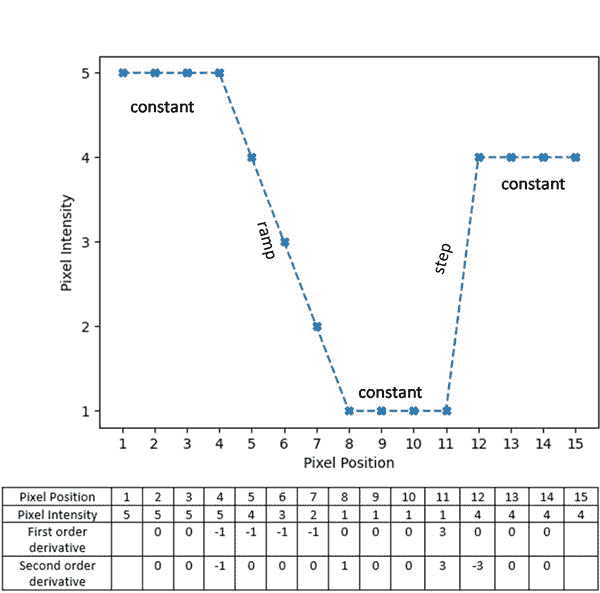 5
constant
4
constant
Pixel Intensity
ramp
step
3
2
constant
1
1 2 3 4 5 6 7 8 9 10 11 12 13 14 15
Pixel Position
Pixel Position 1 2 3 4 5 6 7 8 9 10 11 12 13 14 15
Pixel Intensity 5 5 5 5 4 3 2 1 1 1 1 4 4 4 4
First order 0 0 -1 -1 -1 -1 0 0 0 3 0 0 0
derivative
Second order 0 0 -1 0 0 0 1 0 0 3 -3 0 0
derivative